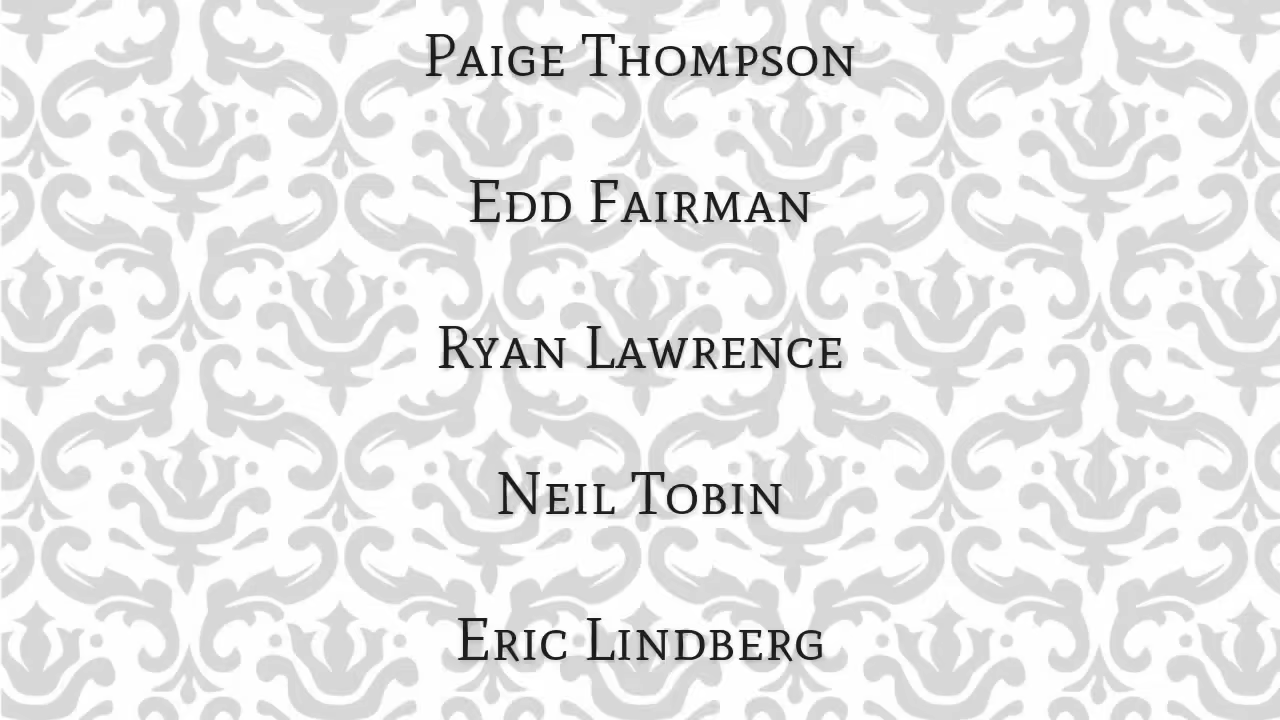 Paige Thompson
Edd Fairman
Ryan Lawrence
Neil Tobin
Eric Lindberg